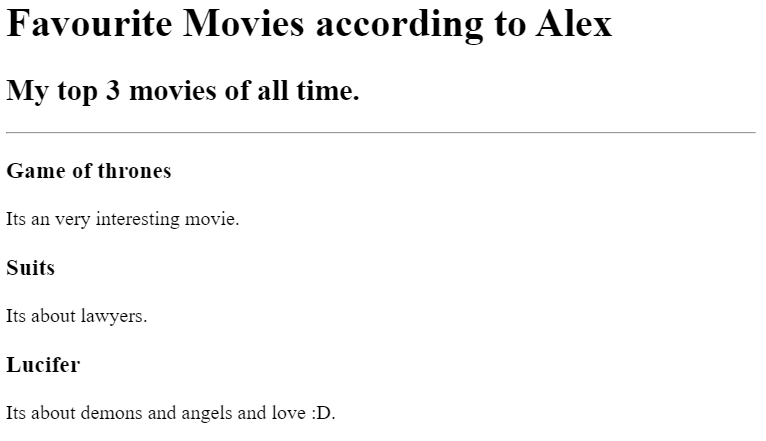 Favourite Movies according to Alex
My top 3 movies of all time.
Game of thrones
Its an very interesting movie.
Suits
Its about lawyers.
Lucifer
Its about demons and angels and love :D.